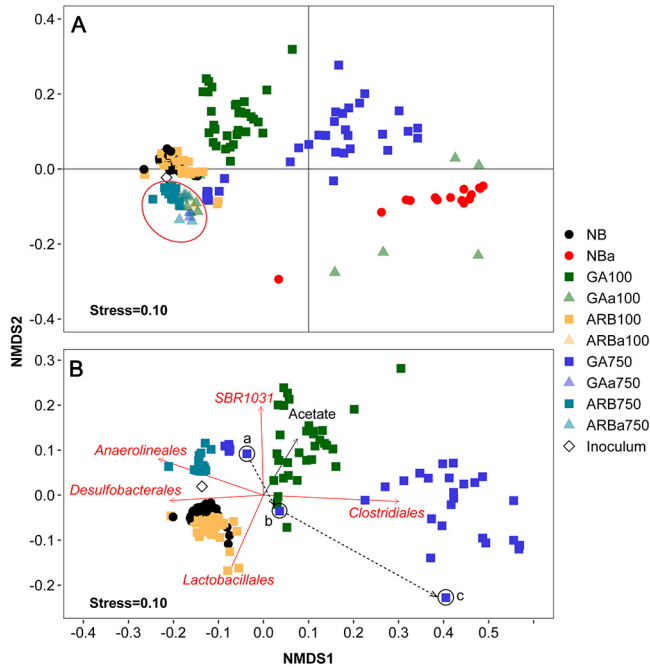 A
0.4
0.2
0.0
-0.2
-0.4
Stress=0.10
NMDS2
NB
NBa
GA100
GAa100
ARB100
ARBa100
GA750
GAa750
ARB750
ARBa750
Inoculum
B
0.3
0.2
0.1
0.0
-0.1
-0.2
SBR1031
Acetate
a
Anaerolineales
Desulfobacterales
Clostridiales
b
Lactobacillales
c
Stress=0.10
-0.4 -0.3 -0.2 -0.1 0.0 0.1 0.2 0.3 0.4 0.5
NMDS1